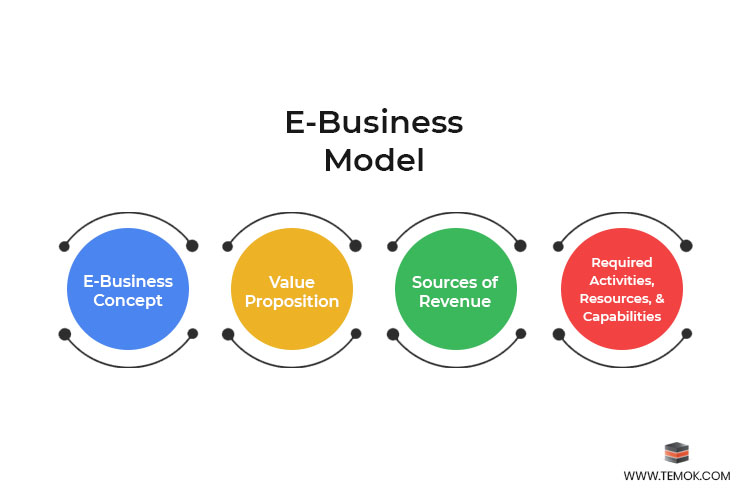 E-Business
Model
E-Business
Concept
Value
Proposition
Sources of
Revenue
Required
Activities,
Resources, &
Capabilities
WWW.TEMOK.COM